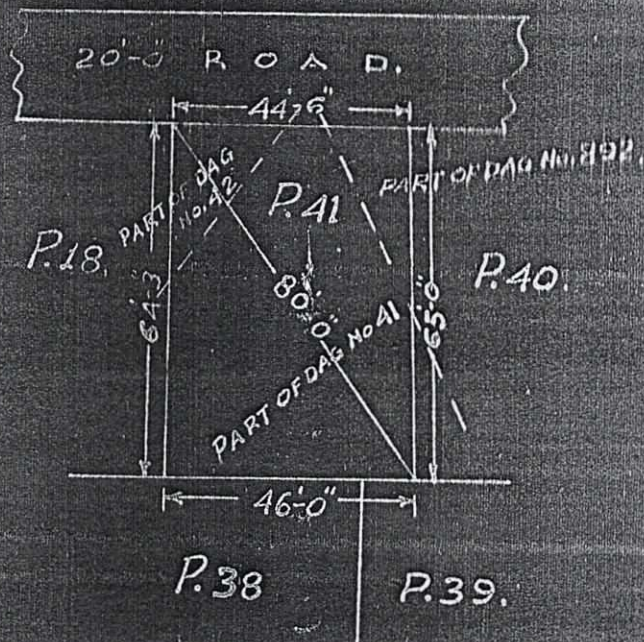 20'-0" ROAD.
44'6"
PART OF DAG
No.42
PART OF DAG No.892
P.41
P.18.
P.40.
64'3
80'0"
65'-0"
PART OF DAG No 41
46'-0"
P.38
P.39.